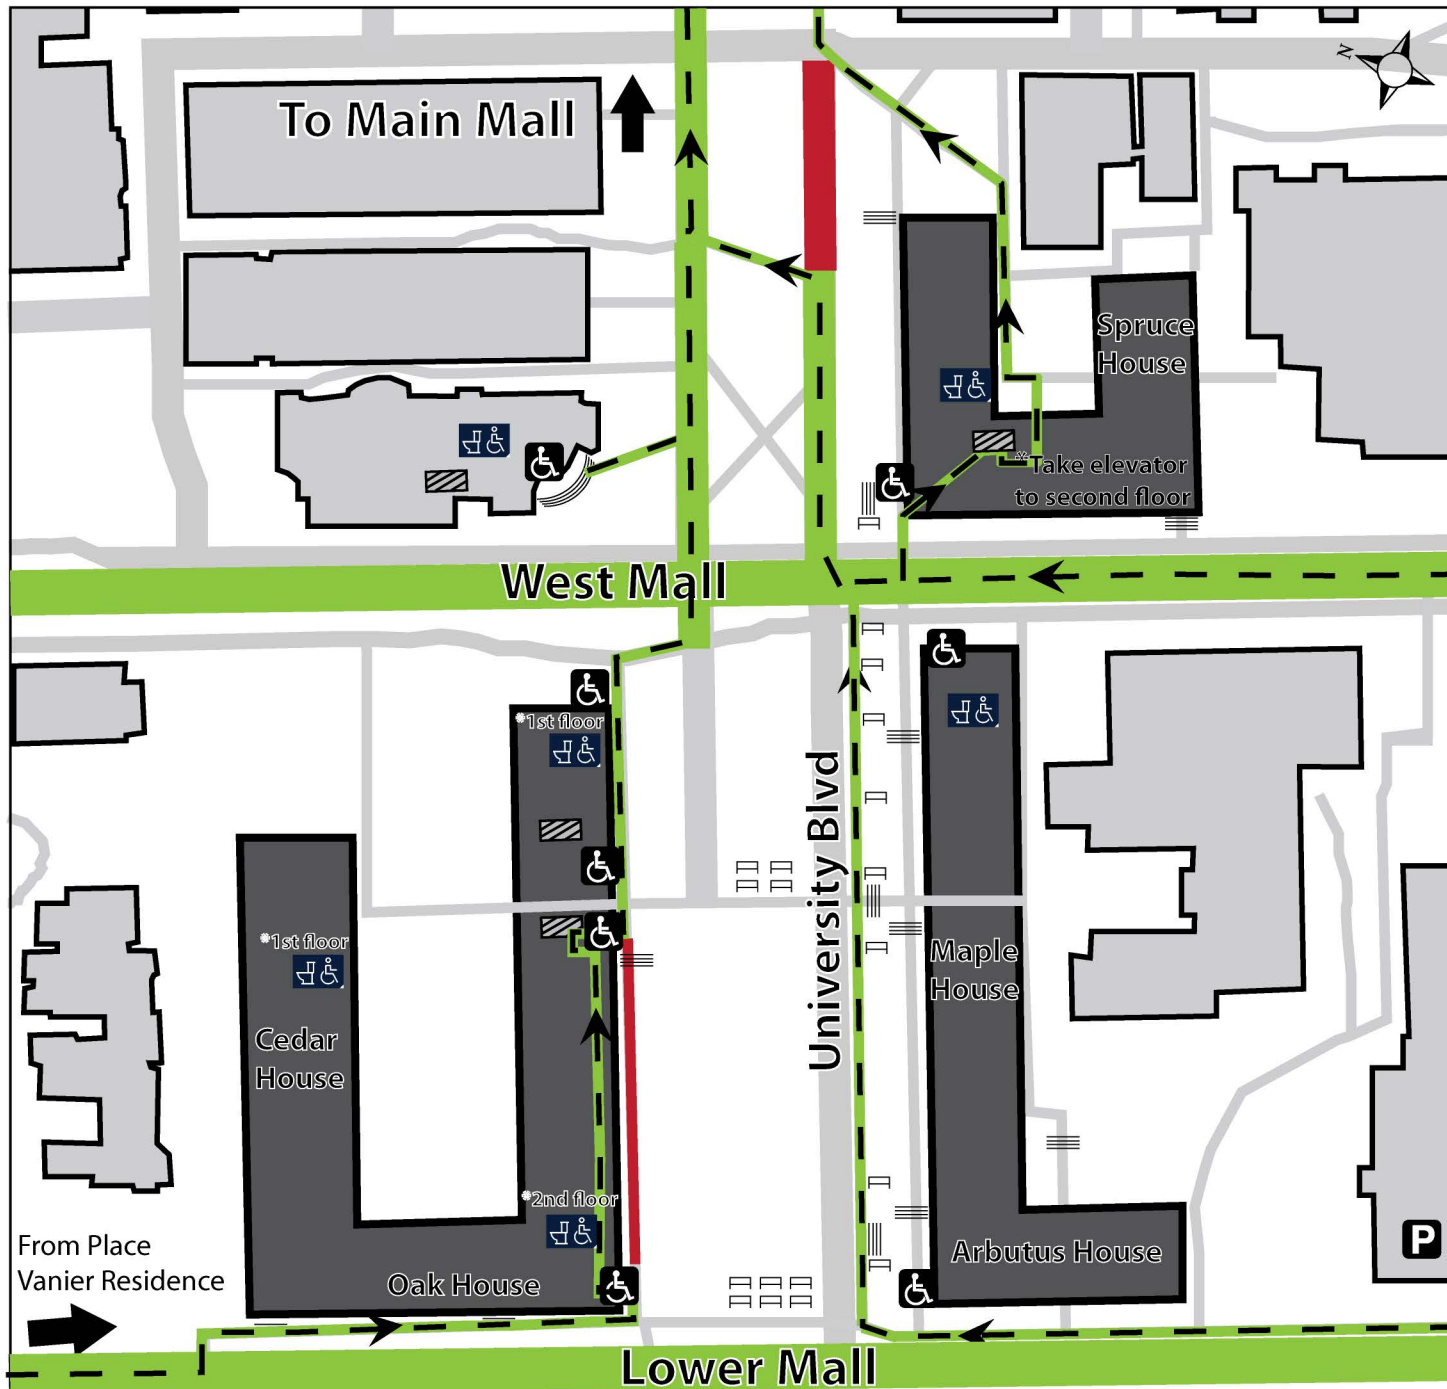 To Main Mall
N
Spruce
House
*Take elevator
to second floor
West Mall
*1st floor
University Blvd
*1st floor
Maple
House
Cedar
House
*2nd floor
From Place
Vanier Residence
Oak House
Arbutus House
P
Lower Mall